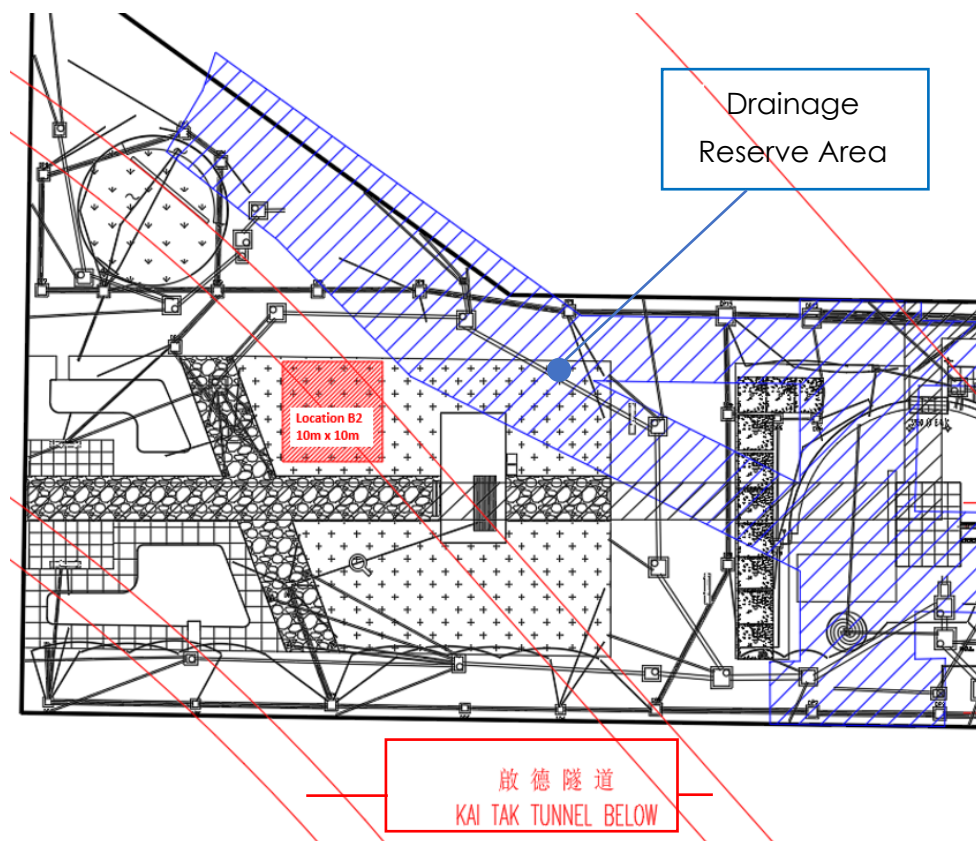 Drainage
Reserve Area
Location B2
10m x 10m
啟德隧道
KAI TAK TUNNEL BELOW